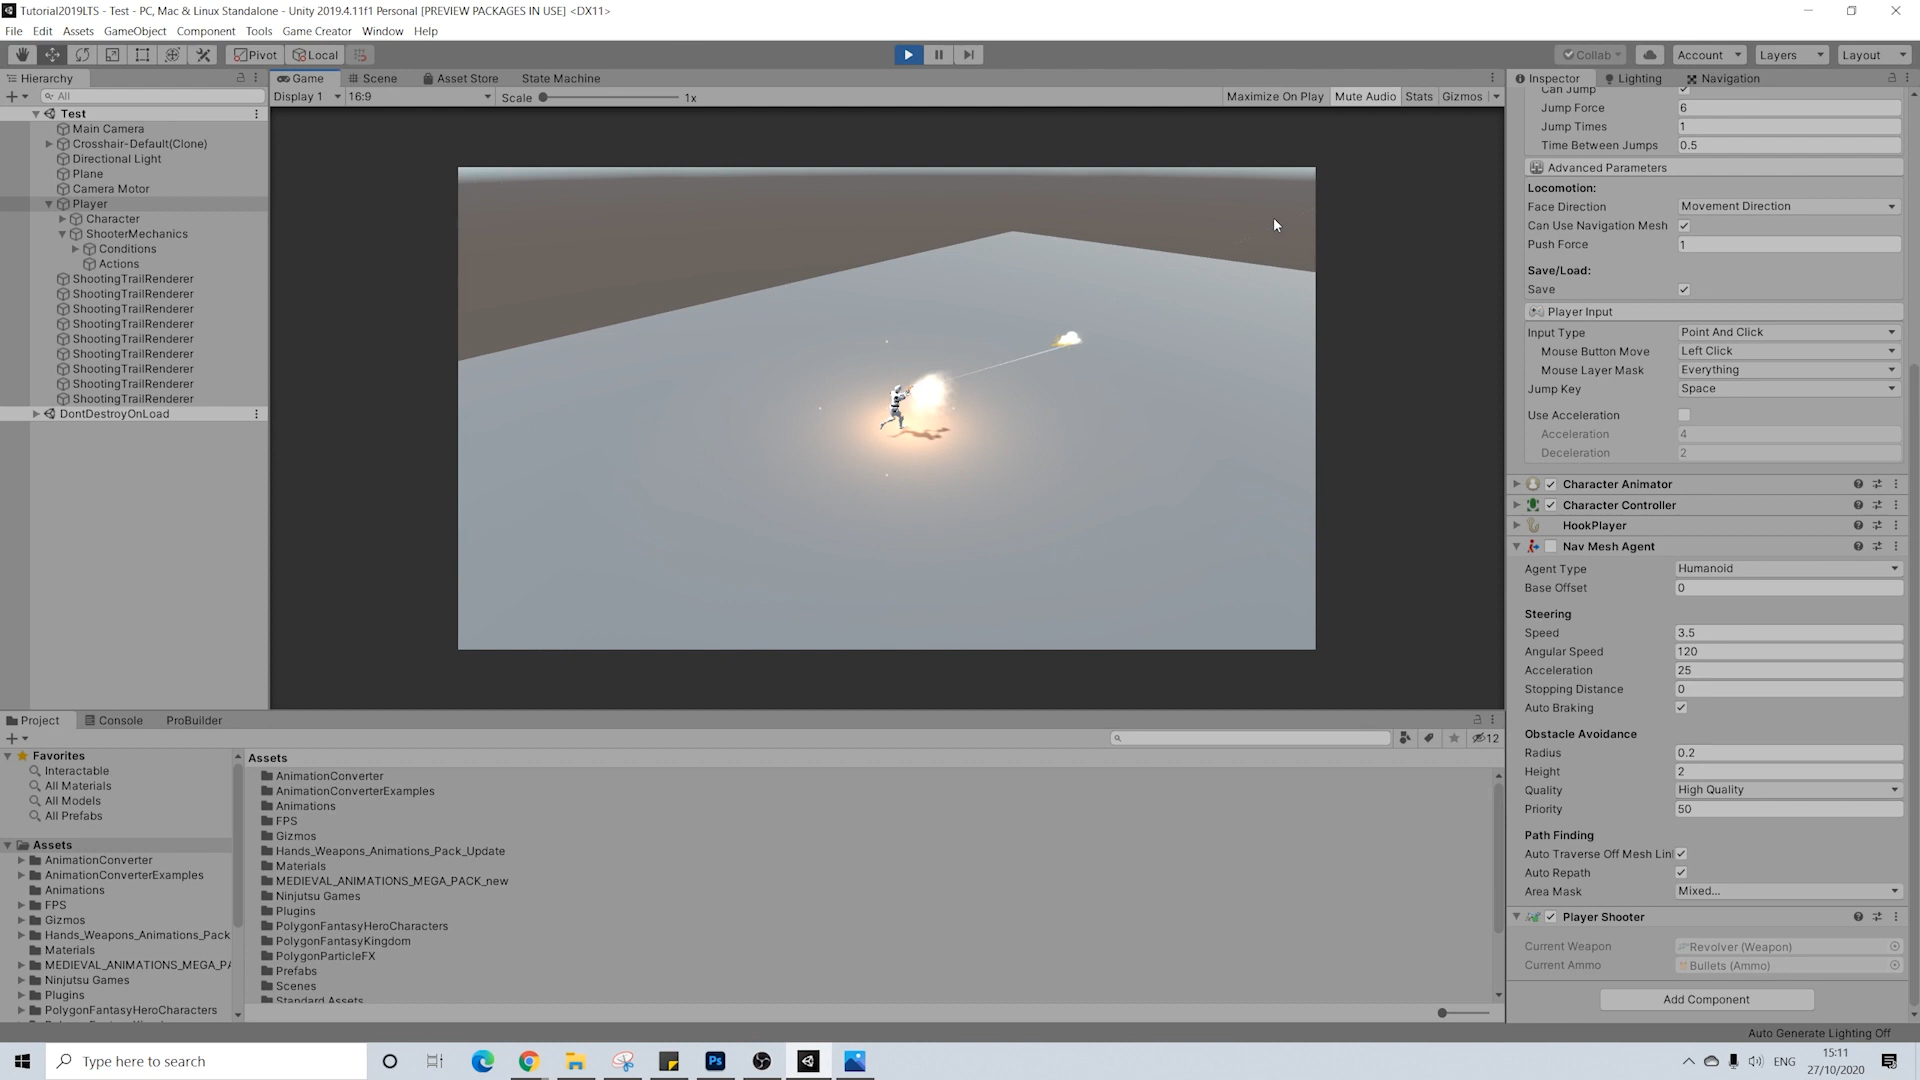 Tutorial2019LTS - Test - PC, Mac & Linux Standalone - Unity 2019.4.11f1 Personal [PREVIEW PACKAGES IN USE] <DX11>
File Edit Assets GameObject Component Tools Game Creator Window Help
Pivot Local Collab Account Layers Layout
Hierarchy Game Scene Asset Store State Machine Inspector Lighting Navigation
All Display 1 16:9 Scale 1x Maximize On Play Mute Audio Stats Gizmos
Test
Main Camera
Crosshair-Default(Clone)
Directional Light
Plane
Camera Motor
Player
Character
ShooterMechanics
Conditions
Actions
ShootingTrailRenderer
ShootingTrailRenderer
ShootingTrailRenderer
ShootingTrailRenderer
ShootingTrailRenderer
ShootingTrailRenderer
ShootingTrailRenderer
ShootingTrailRenderer
ShootingTrailRenderer
DontDestroyOnLoad
Can Jump
Jump Force 6
Jump Times 1
Time Between Jumps 0.5
Advanced Parameters
Locomotion:
Face Direction Movement Direction
Can Use Navigation Mesh
Push Force 1
Save/Load:
Save
Player Input
Input Type Point And Click
Mouse Button Move Left Click
Mouse Layer Mask Everything
Jump Key Space
Use Acceleration
Acceleration 4
Deceleration 2
Character Animator
Character Controller
HookPlayer
Nav Mesh Agent
Agent Type Humanoid
Base Offset 0
Steering
Speed 3.5
Angular Speed 120
Acceleration 25
Stopping Distance 0
Auto Braking
Obstacle Avoidance
Radius 0.2
Height 2
Quality High Quality
Priority 50
Path Finding
Auto Traverse Off Mesh Lin
Auto Repath
Area Mask Mixed...
Player Shooter
Current Weapon Revolver (Weapon)
Current Ammo Bullets (Ammo)
Add Component
Project Console ProBuilder
12
Favorites
Interactable
All Materials
All Models
All Prefabs
Assets
AnimationConverter
AnimationConverterExamples
Animations
FPS
Gizmos
Hands_Weapons_Animations_Pack
Materials
MEDIEVAL_ANIMATIONS_MEGA_PA
Ninjutsu Games
Plugins
PolygonFantasyHeroCharacters
Assets
AnimationConverter
AnimationConverterExamples
Animations
FPS
Gizmos
Hands_Weapons_Animations_Pack_Update
Materials
MEDIEVAL_ANIMATIONS_MEGA_PACK_new
Ninjutsu Games
Plugins
PolygonFantasyHeroCharacters
PolygonFantasyKingdom
PolygonParticleFX
Prefabs
Scenes
Standard Assets
Auto Generate Lighting Off
Type here to search
Ps
ENG
15:11
27/10/2020